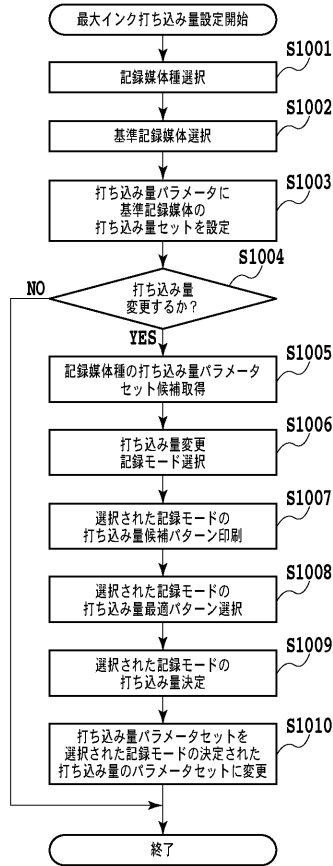 最大インク打ち込み量設定開始
S1001
記録媒体種選択
S1002
基準記録媒体選択
S1003
打ち込み量パラメータに
基準記録媒体の
打ち込み量セットを設定
S1004
打ち込み量
変更するか？
NO
YES
S1005
記録媒体種の打ち込み量パラメータ
セット候補取得
S1006
打ち込み量変更
記録モード選択
S1007
選択された記録モードの
打ち込み量候補パターン印刷
S1008
選択された記録モードの
打ち込み量最適パターン選択
S1009
選択された記録モードの
打ち込み量決定
S1010
打ち込み量パラメータセットを
選択された記録モードの決定された
打ち込み量のパラメータセットに変更
終了